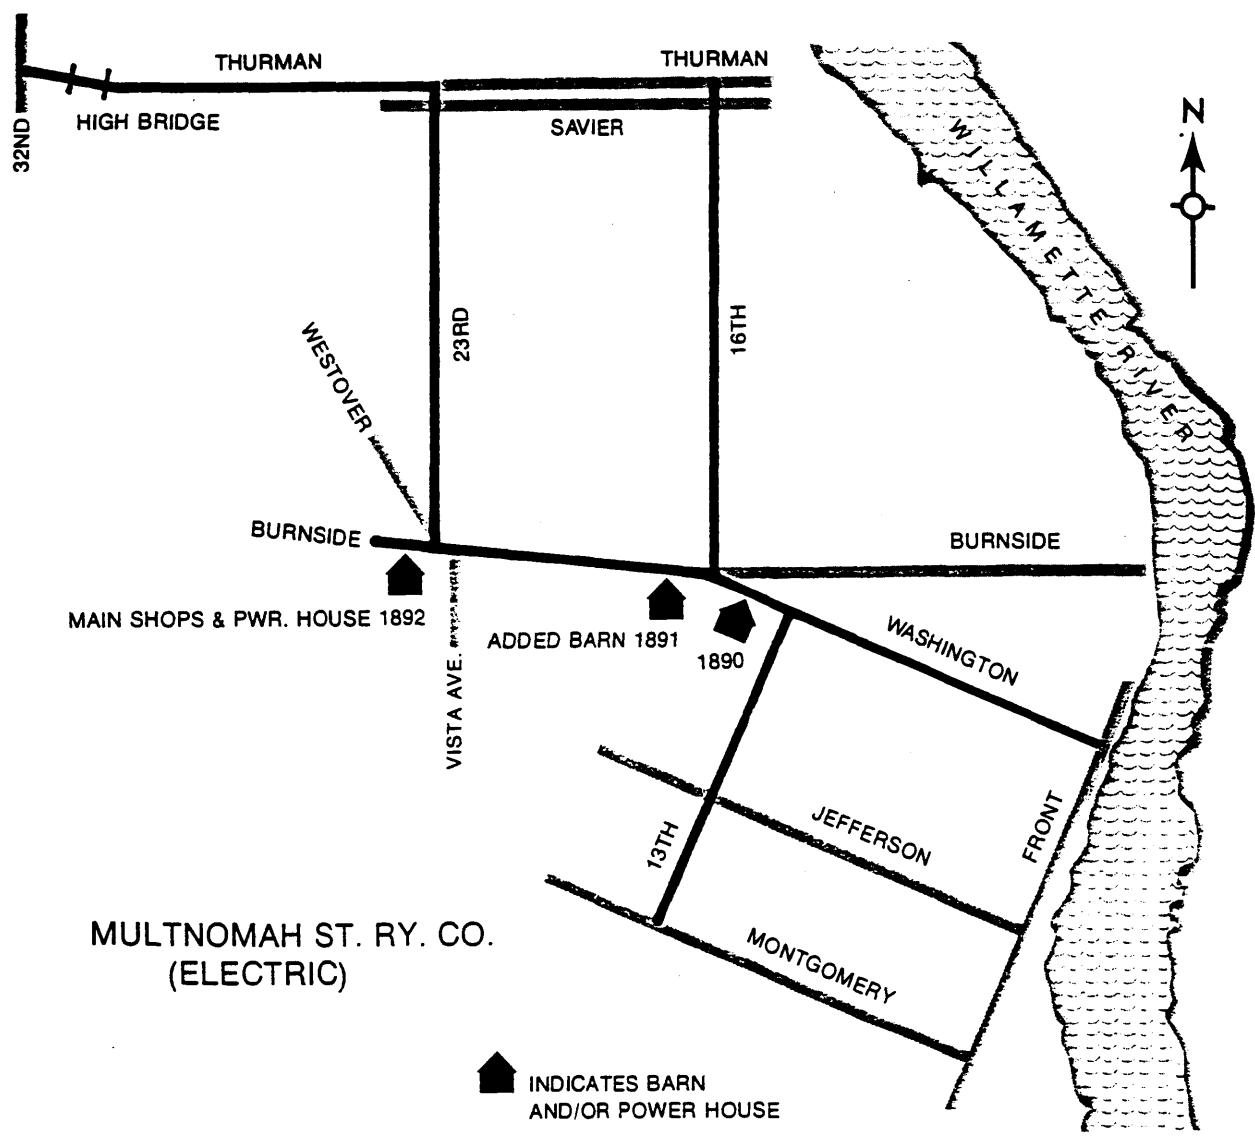 THURMAN
THURMAN
HIGH BRIDGE
SAVIER
32ND
N
WILLAMETTE RIVER
23RD
16TH
WESTOVER
BURNSIDE
BURNSIDE
MAIN SHOPS & PWR. HOUSE 1892
ADDED BARN 1891
1890
WASHINGTON
VISTA AVE.
JEFFERSON
FRONT
13TH
MONTGOMERY
MULTNOMAH ST. RY. CO.
(ELECTRIC)
INDICATES BARN
AND/OR POWER HOUSE